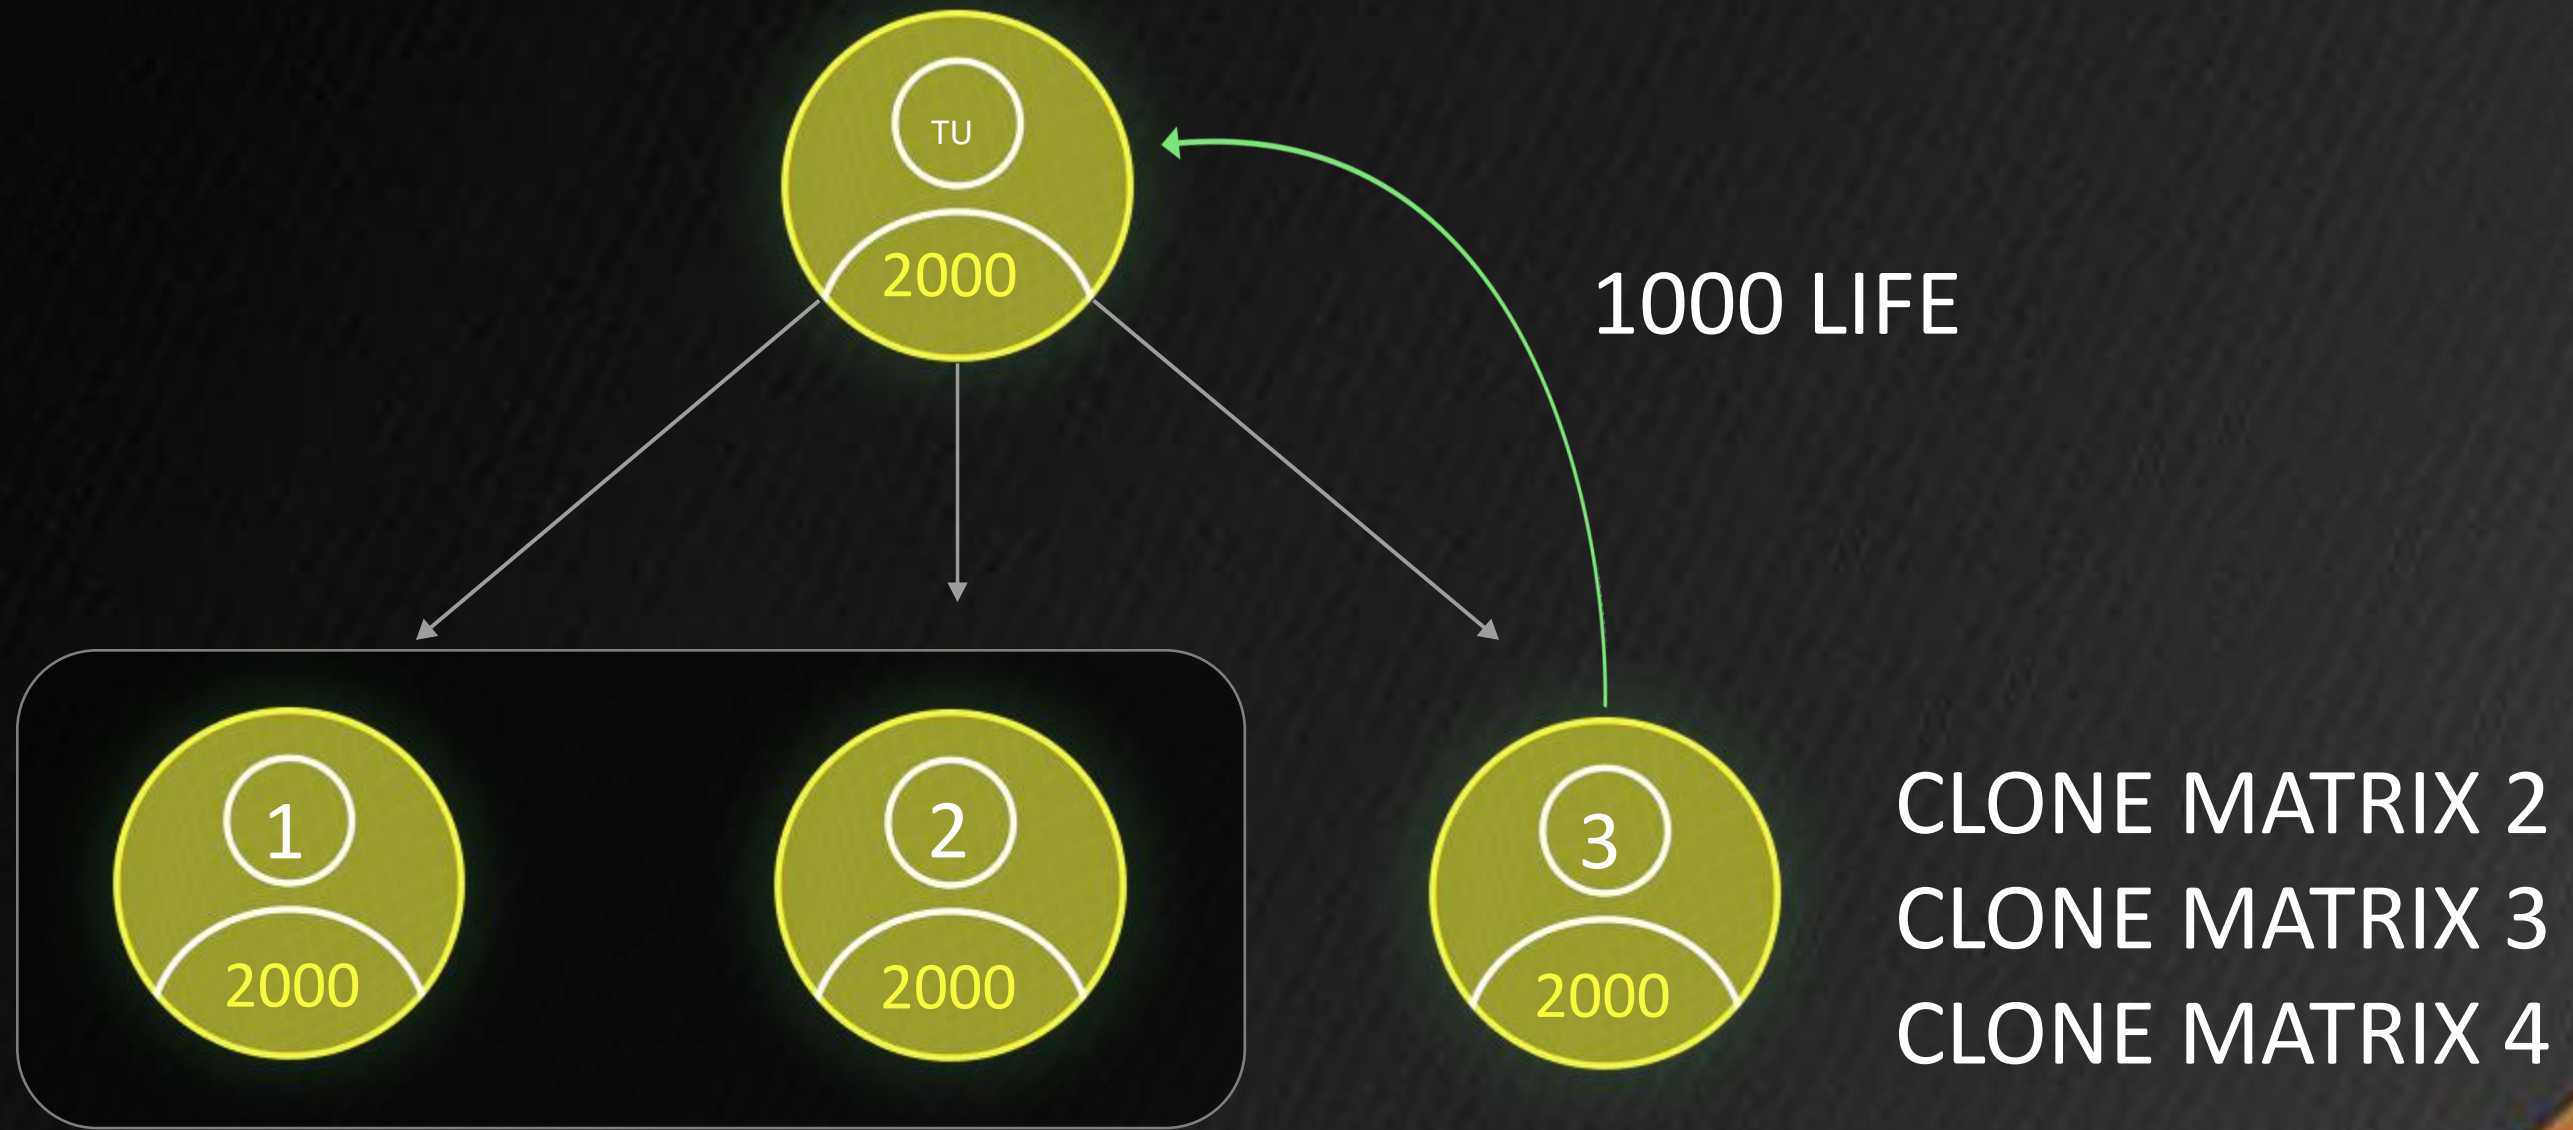 TU
2000
1000 LIFE
1
2000
2
2000
3
2000
CLONE MATRIX 2
CLONE MATRIX 3
CLONE MATRIX 4